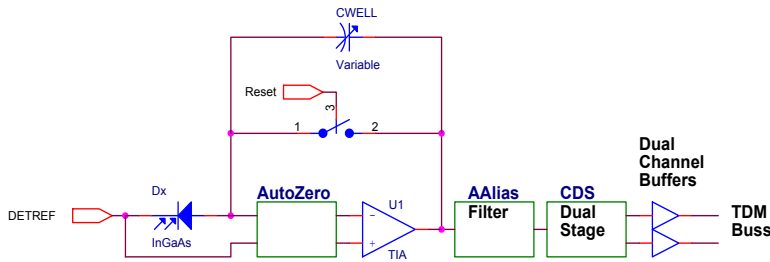 CWELL
Variable
Reset
3
1
2
Dual
Channel
Buffers
Dx
AutoZero
U1
AAlias
Filter
CDS
Dual
Stage
DETREF
−
+
InGaAs
TIA
TDM
Buss